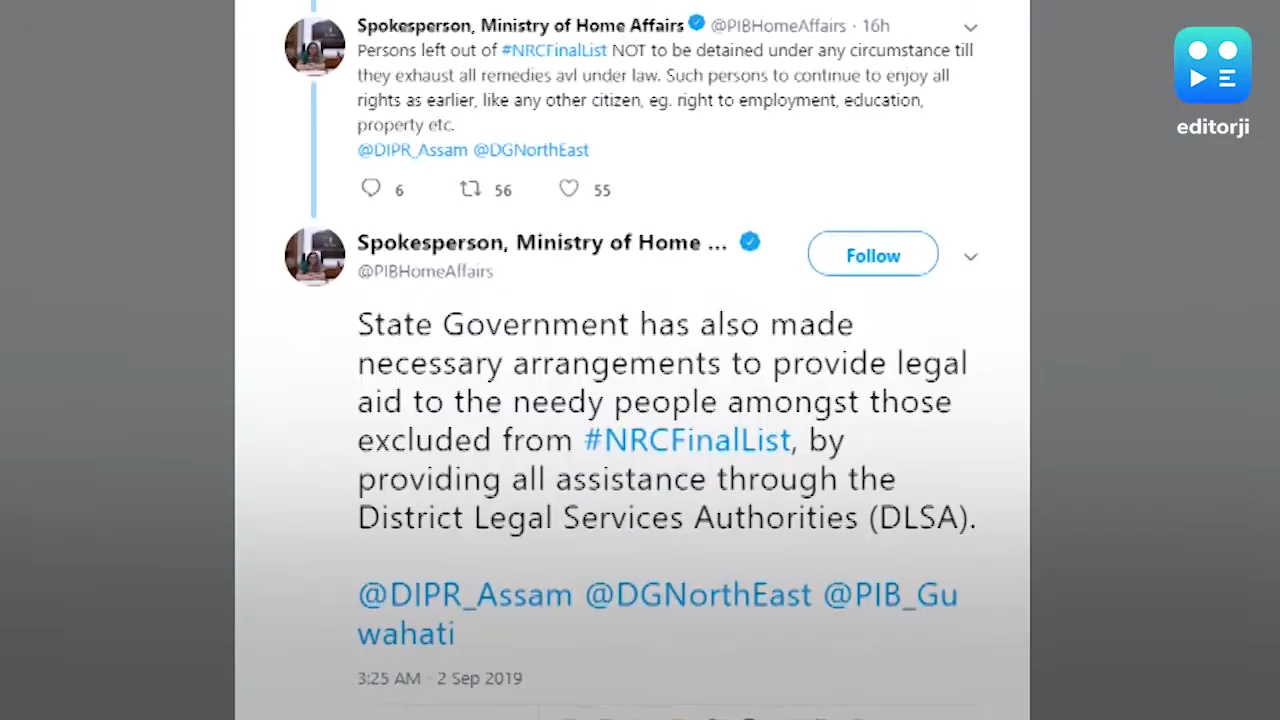 Spokesperson, Ministry of Home Affairs @PIBHomeAffairs · 16h
Persons left out of #NRCFinalList NOT to be detained under any circumstance till
they exhaust all remedies avl under law. Such persons to continue to enjoy all
rights as earlier, like any other citizen, eg. right to employment, education,
property etc.
@DIPR_Assam @DGNorthEast
6 56 55
Spokesperson, Ministry of Home ...
@PIBHomeAffairs
Follow
State Government has also made
necessary arrangements to provide legal
aid to the needy people amongst those
excluded from #NRCFinalList, by
providing all assistance through the
District Legal Services Authorities (DLSA).
@DIPR_Assam @DGNorthEast @PIB_Gu
wahati
3:25 AM · 2 Sep 2019
editorji